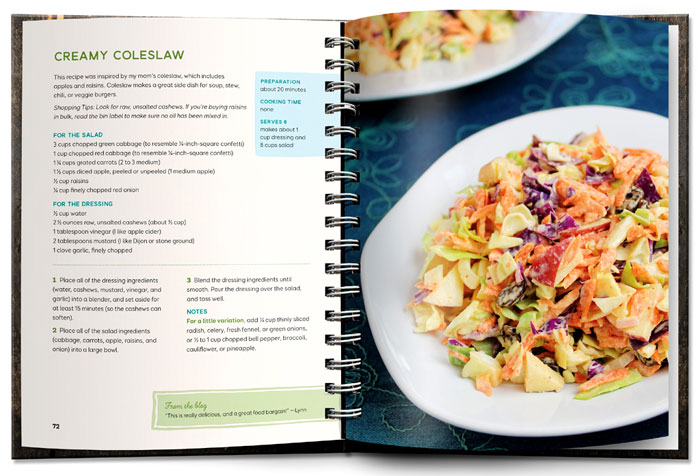 CREAMY COLESLAW
This recipe was inspired by my mom's coleslaw, which includes
apples and raisins. Coleslaw makes a great side dish for soup, stew,
chili, or veggie burgers.
Shopping Tips: Look for raw, unsalted cashews. If you're buying raisins
in bulk, read the bin label to make sure no oil has been mixed in.
PREPARATION
about 20 minutes
COOKING TIME
none
SERVES 6
makes about 1
cup dressing and
8 cups salad
FOR THE SALAD
3 cups chopped green cabbage (to resemble ¼-inch-square confetti)
1 cup chopped red cabbage (to resemble ¼-inch-square confetti)
1¼ cups grated carrots (2 to 3 medium)
1¼ cups diced apple, peeled or unpeeled (1 medium apple)
½ cup raisins
¼ cup finely chopped red onion
FOR THE DRESSING
½ cup water
2½ ounces raw, unsalted cashews (about ½ cup)
1 tablespoon vinegar (I like apple cider)
2 tablespoons mustard (I like Dijon or stone ground)
1 clove garlic, finely chopped
1 Place all of the dressing ingredients
(water, cashews, mustard, vinegar, and
garlic) into a blender, and set aside for
at least 15 minutes (so the cashews can
soften).
2 Place all of the salad ingredients
(cabbage, carrots, apple, raisins, and
onion) into a large bowl.
3 Blend the dressing ingredients until
smooth. Pour the dressing over the salad,
and toss well.
NOTES
For a little variation, add ¼ cup thinly sliced
radish, celery, fresh fennel, or green onions,
or ½ to 1 cup chopped bell pepper, broccoli,
cauliflower, or pineapple.
From the blog
"This is really delicious, and a great food bargain!" —Lynn
72